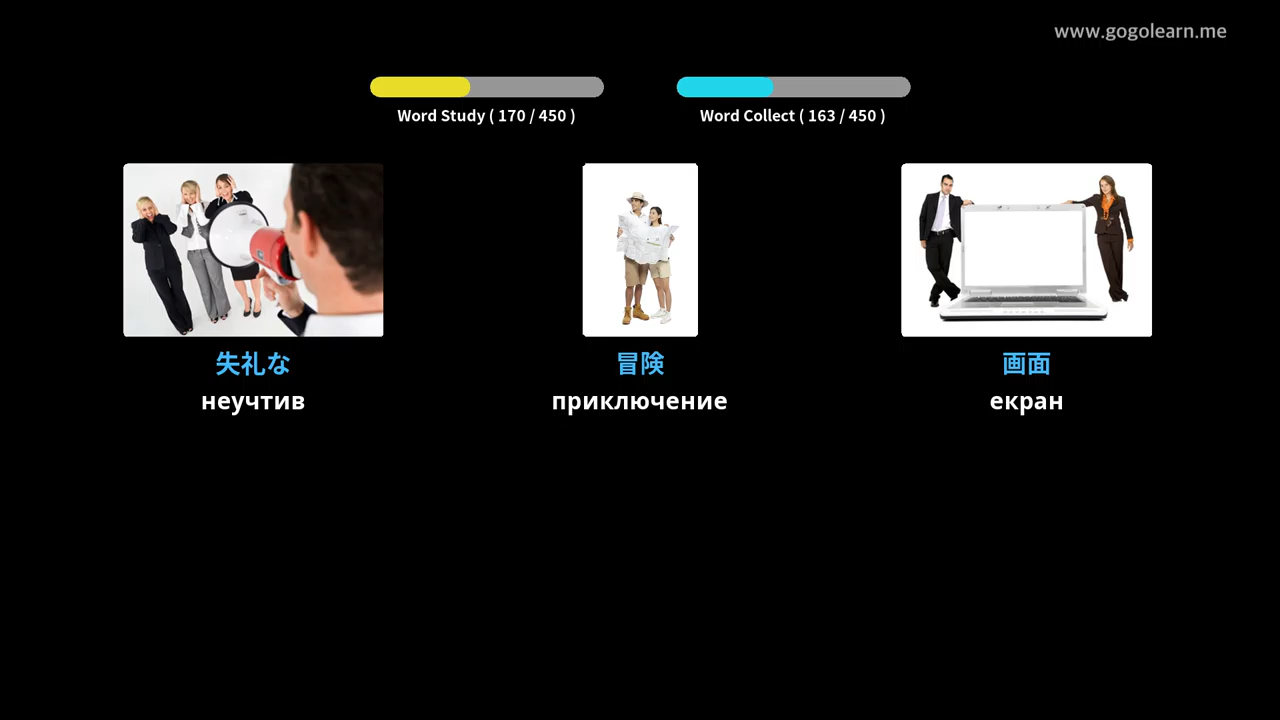 www.gogolearn.me
Word Study ( 170 / 450 )
Word Collect ( 163 / 450 )
失礼な
неучтив
冒険
приключение
画面
екран